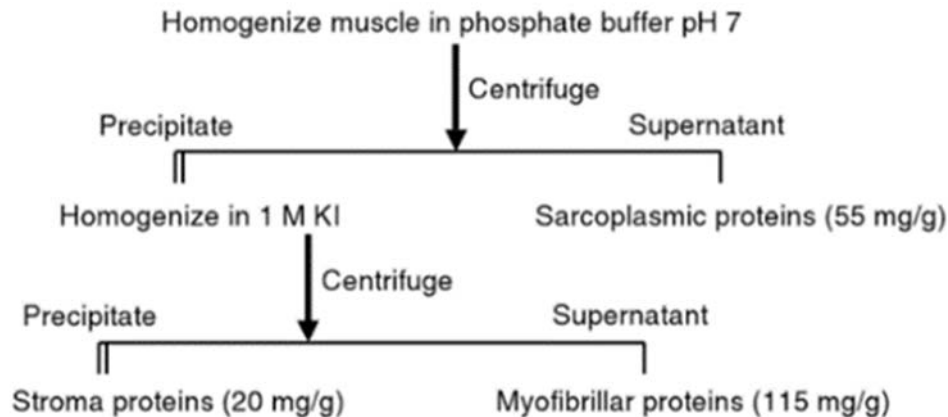 Homogenize muscle in phosphate buffer pH 7
Centrifuge
Precipitate
Supernatant
Homogenize in 1 M KI
Sarcoplasmic proteins (55 mg/g)
Centrifuge
Precipitate
Supernatant
Stroma proteins (20 mg/g)
Myofibrillar proteins (115 mg/g)